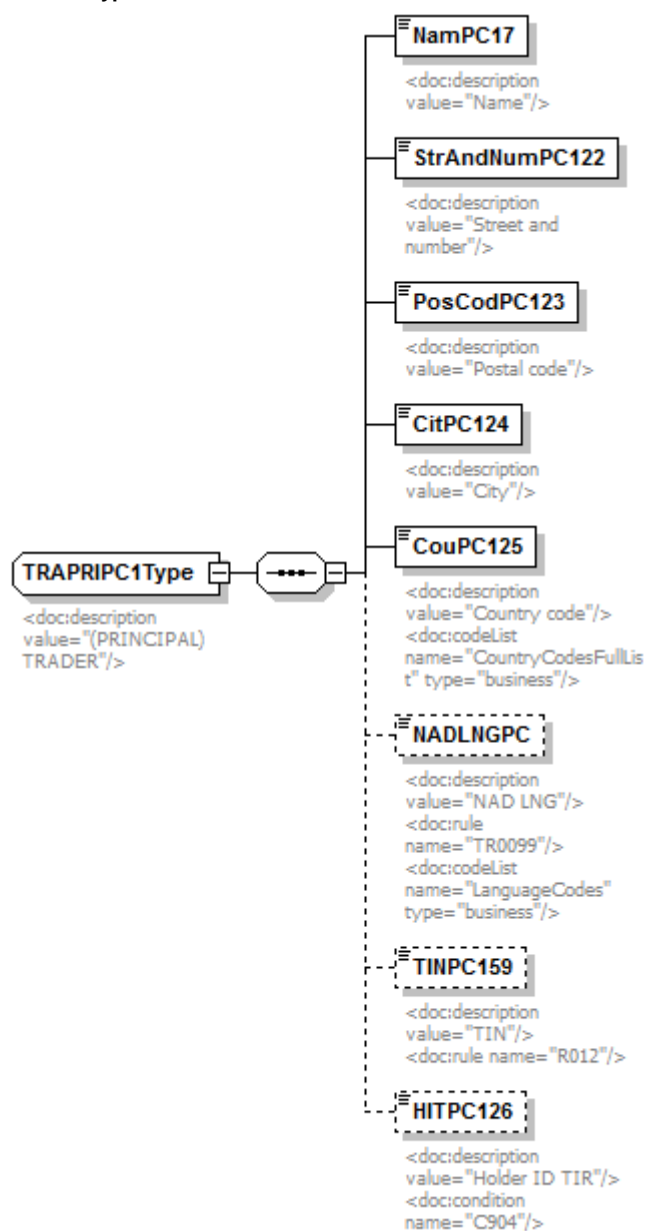 NamPC17
<doc:description
value="Name"/>
StrAndNumPC122
<doc:description
value="Street and
number"/>
PosCodPC123
<doc:description
value="Postal code"/>
CitPC124
<doc:description
value="City"/>
TRAPRIPC1Type
<doc:description
value="(PRINCIPAL)
TRADER"/>
CouPC125
<doc:description
value="Country code"/>
<doc:codeList
name="CountryCodesFullLis
t" type="business"/>
NADLNGPC
<doc:description
value="NAD LNG"/>
<doc:rule
name="TR0099"/>
<doc:codeList
name="LanguageCodes"
type="business"/>
TINPC159
<doc:description
value="TIN"/>
<doc:rule name="R012"/>
HITPC126
<doc:description
value="Holder ID TIR"/>
<doc:condition
name="C904"/>